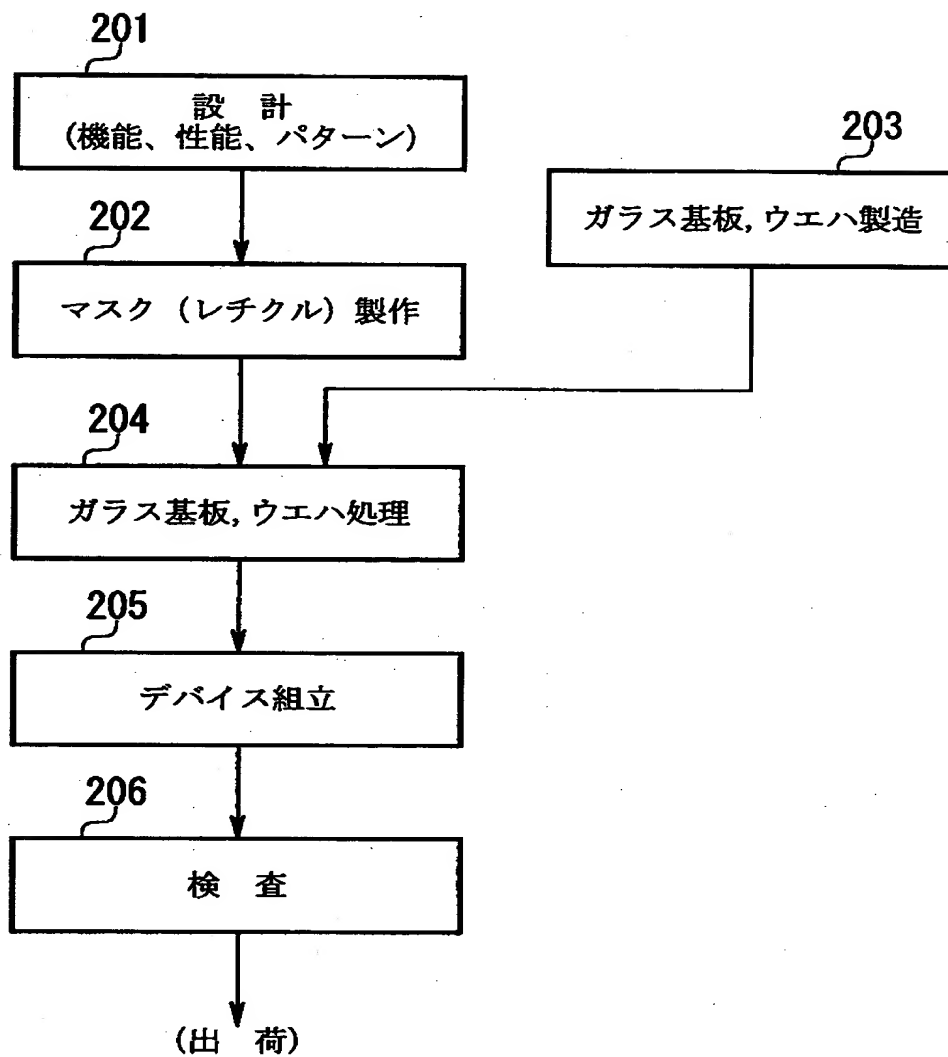 201
設 計
(機能、性能、パターン)
203
ガラス基板,ウエハ製造
202
マスク（レチクル）製作
204
ガラス基板,ウエハ処理
205
デバイス組立
206
検 査
(出 荷)